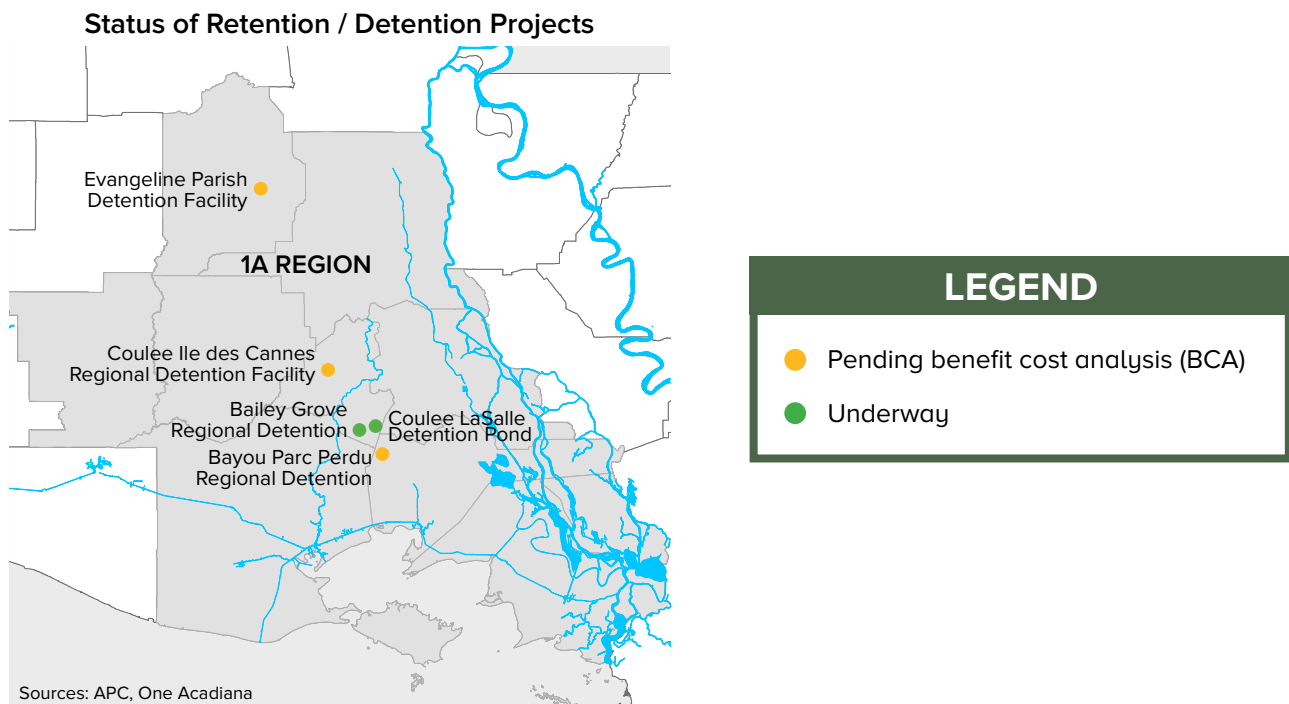 Status of Retention / Detention Projects
Evangeline Parish
Detention Facility
1A REGION
Coulee Ile des Cannes
Regional Detention Facility
Bailey Grove
Regional Detention
Coulee LaSalle
Detention Pond
Bayou Parc Perdu
Regional Detention
Sources: APC, One Acadiana
LEGEND
Pending benefit cost analysis (BCA)
Underway